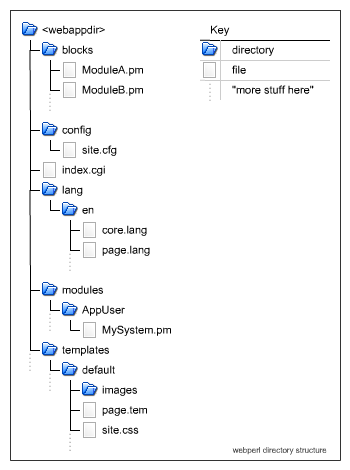 <webappdir>
Key
blocks
directory
ModuleA.pm
file
ModuleB.pm
"more stuff here"
config
site.cfg
index.cgi
lang
en
core.lang
page.lang
modules
AppUser
MySystem.pm
templates
default
images
page.tem
site.css
webperl directory structure